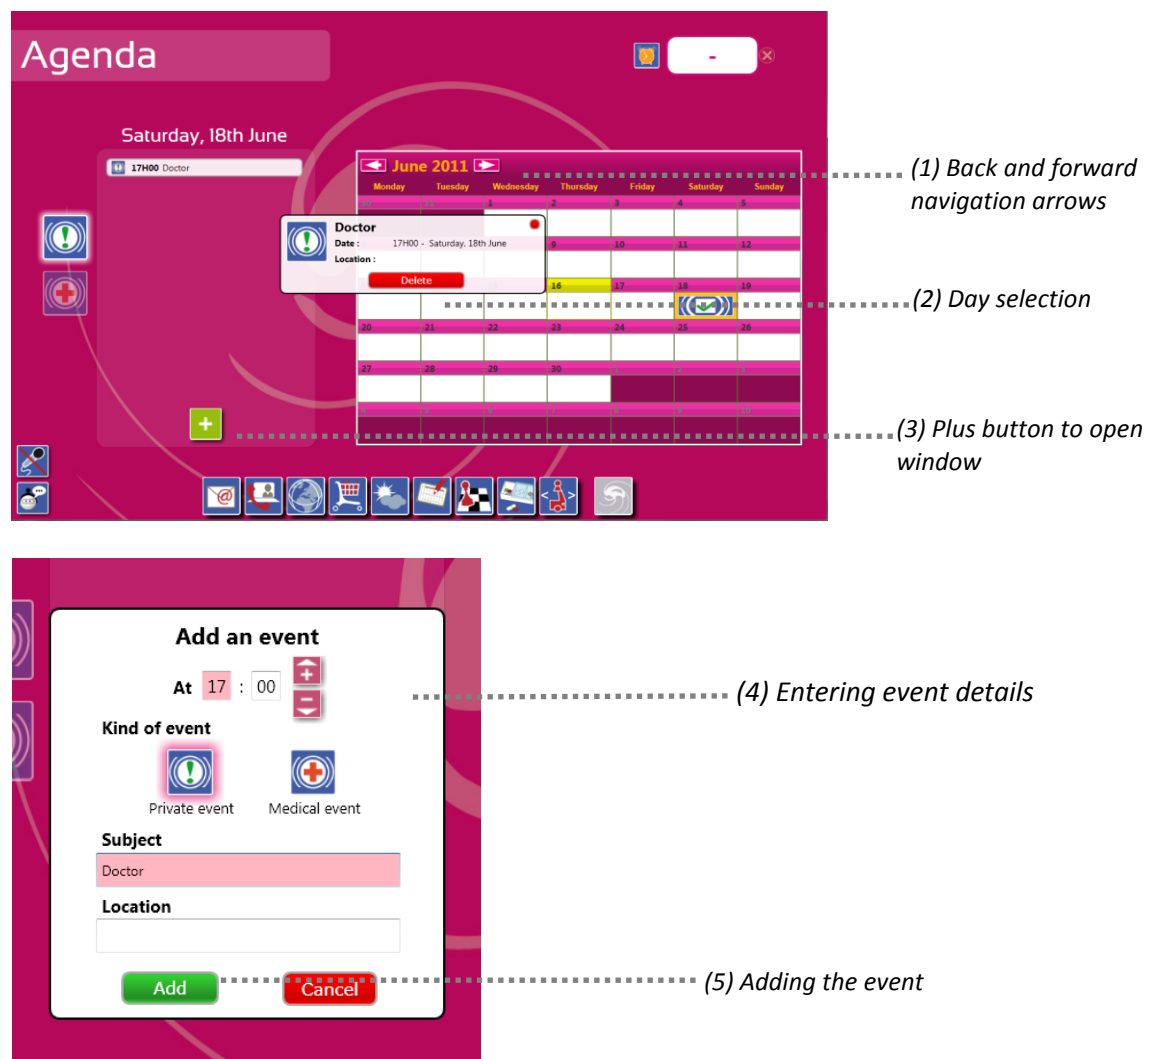 Agenda
-
Saturday, 18th June
17H00 Doctor
June 2011
Monday Tuesday Wednesday Thursday Friday Saturday Sunday
1 2 3 4 5
9 10 11 12
16 17 18 19
20 21 22 23 24 25 26
27 28 29 30
Doctor
Date : 17H00 - Saturday, 18th June
Location :
Delete
+
(1) Back and forward
navigation arrows
(2) Day selection
(3) Plus button to open
window
Add an event
At 17 : 00
Kind of event
Private event Medical event
Subject
Doctor
Location
Add Cancel
(4) Entering event details
(5) Adding the event